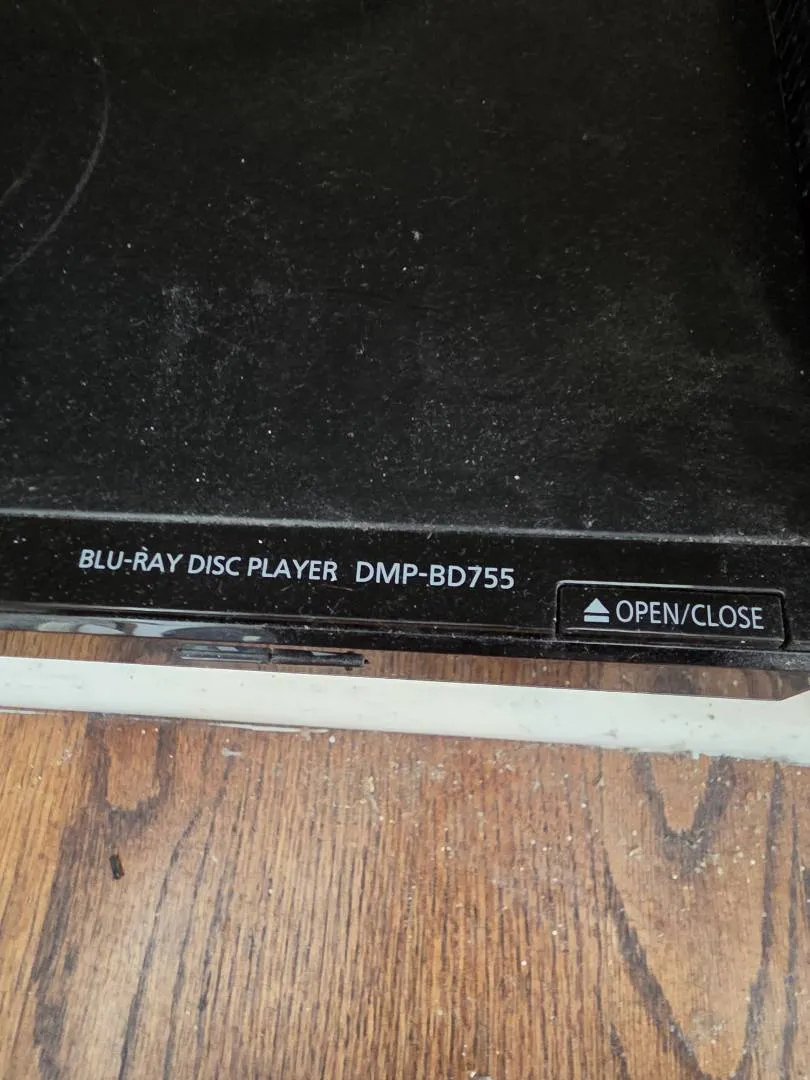 BLU-RAY DISC PLAYER DMP-BD755
OPEN/CLOSE